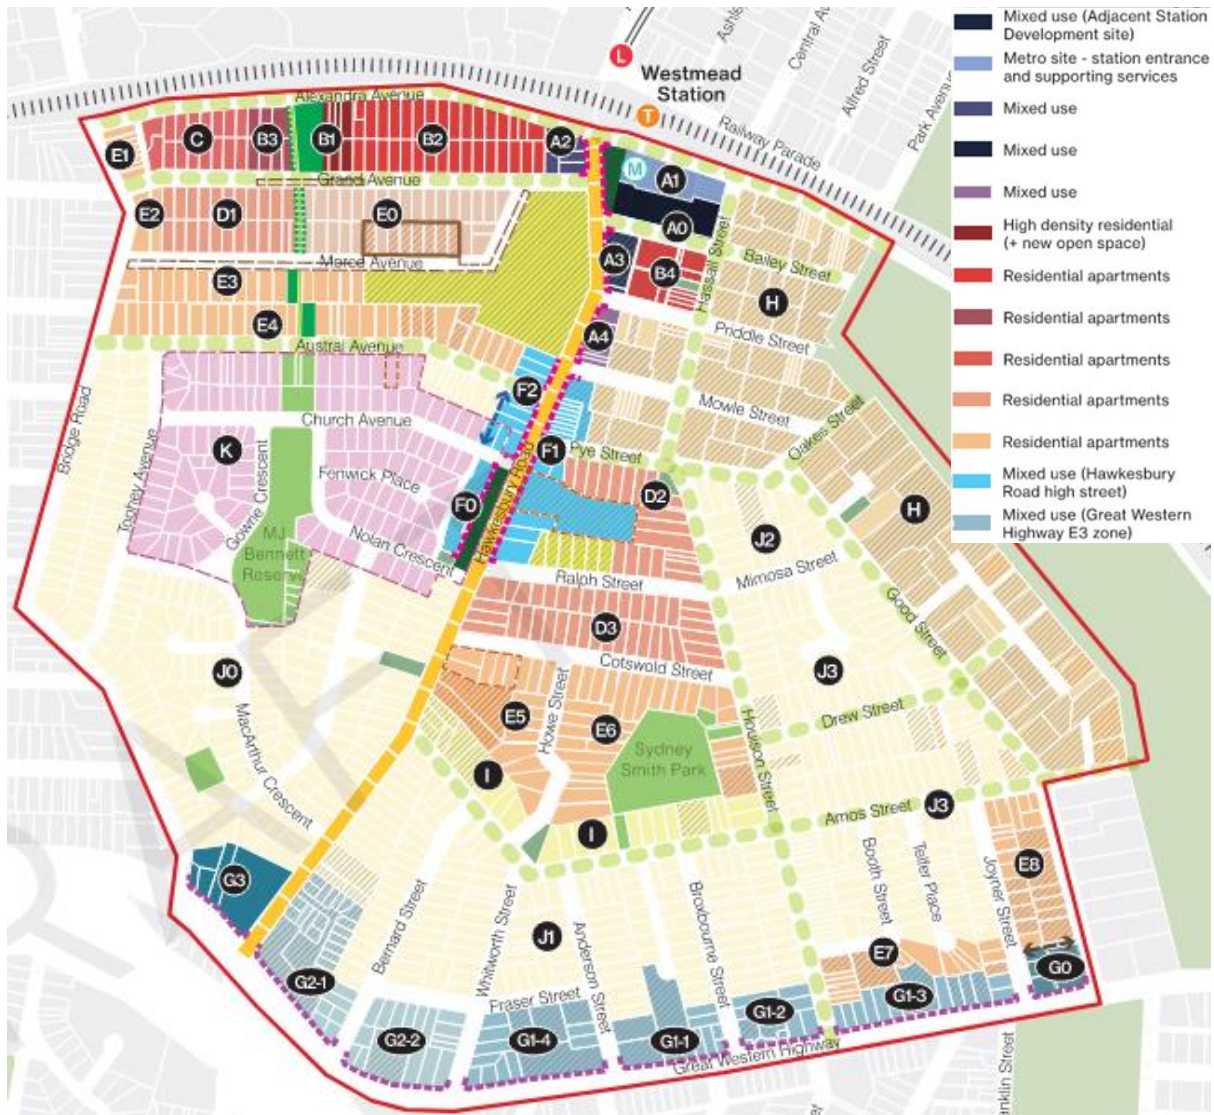 Ashley
Central Av
Alfred Street
Park Avenue
L
Westmead
Station
T
Railway Parade
Alexandra Avenue
E1
C
B3
B1
B2
A2
M
A1
Grand Avenue
E2
D1
E0
A0
A3
B4
Hassall Street
Bailey Street
Moree Avenue
E3
H
E4
A4
Priddle Street
Austral Avenue
F2
Mowle Street
Bridge Road
Church Avenue
Oakes Street
K
Toohey Avenue
Gowrie Crescent
Fenwick Place
Hawkesbury Road
F1
Pye Street
F0
D2
H
MJ
Bennett
Reserve
Nolan Crescent
J2
Ralph Street
Mimosa Street
Good Street
D3
Cotswold Street
J0
J3
MacArthur Crescent
E5
Howe Street
E6
Sydney
Smith Park
Houison Street
Drew Street
I
I
Amos Street
J3
G3
Bernard Street
Whitworth Street
J1
Anderson Street
Broxbourne Street
Booth Street
Telfer Place
Joyner Street
E8
E7
G2-1
Fraser Street
G1-2
G1-3
G0
G2-2
G1-4
G1-1
Great Western Highway
nklin Street
Mixed use (Adjacent Station
Development site)
Metro site - station entrance
and supporting services
Mixed use
Mixed use
Mixed use
High density residential
(+ new open space)
Residential apartments
Residential apartments
Residential apartments
Residential apartments
Residential apartments
Mixed use (Hawkesbury
Road high street)
Mixed use (Great Western
Highway E3 zone)